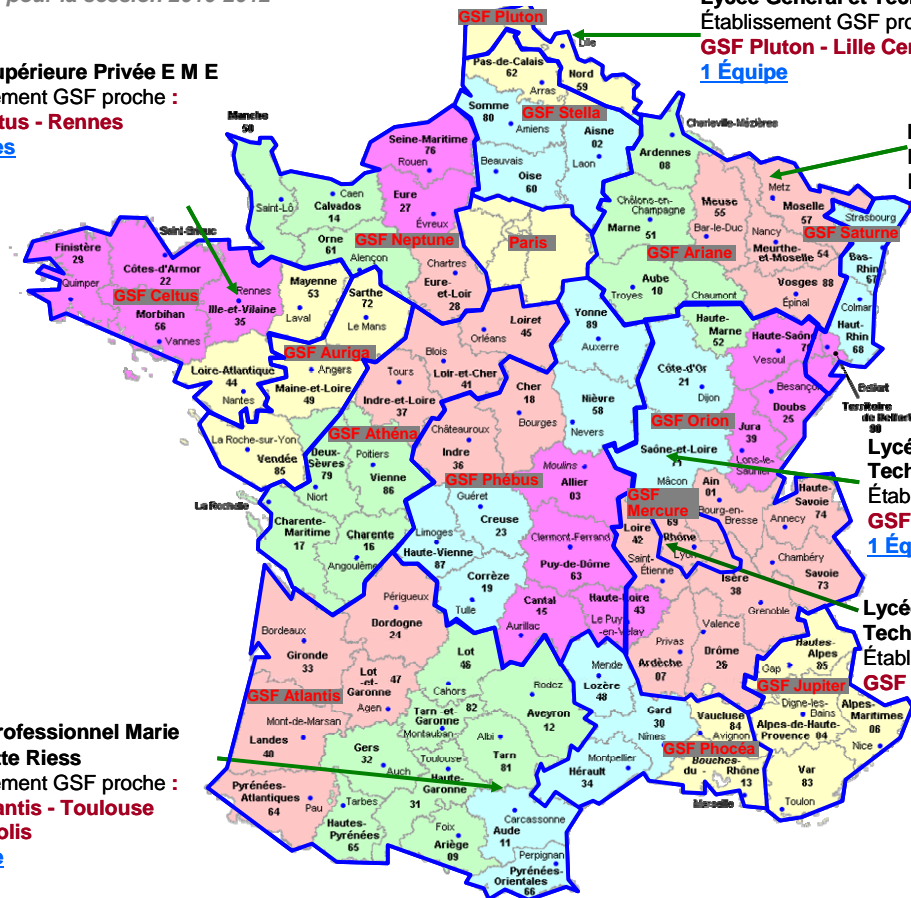 pour la session 2010-2012
GSF Pluton
Lille
Établissement GSF pro
GSF Pluton - Lille Cen
1 Équipe
upérieure Privée E M E
ement GSF proche :
tus - Rennes
es
Pas-de-Calais
62
Arras
Nord
59
Somme
80
Amiens
GSF Stella
Aisne
02
Laon
Beauvais
Oise
60
Manche
50
Seine-Maritime
76
Rouen
Charleville-Mézières
Ardennes
08
Saint-Lô
Caen
Calvados
14
Eure
27
Évreux
Orne
61
Alençon
GSF Neptune
Paris
Châlons-en-
Champagne
Marne
51
Meuse
55
Bar-le-Duc
Metz
Moselle
57
Nancy
Meurthe-
et-Moselle 54
Strasbourg
GSF Saturne
Bas-
Rhin
67
GSF Ariane
Aube
10
Troyes
Chaumont
Vosges 88
Épinal
Colmar
Haut-
Rhin
68
Saint-Brieuc
Finistère
29
Quimper
Côtes-d'Armor
22
GSF Celtus
Morbihan
56
Vannes
Rennes
Ille-et-Vilaine
35
Mayenne
53
Laval
Sarthe
72
Le Mans
Chartres
Eure-
et-Loir
28
Loiret
45
Orléans
Yonne
89
Auxerre
Haute-
Marne
52
Haute-Saône
70
Vesoul
Belfort
Territoire
de Belfort
90
GSF Auriga
Angers
Loire-Atlantique
44
Nantes
Maine-et-Loire
49
Blois
Loir-et-Cher
41
Tours
Indre-et-Loire
37
Cher
18
Bourges
Nièvre
58
Nevers
Côte-d'Or
21
Dijon
Besançon
Doubs
25
Jura
39
Lons-le-
Saunier
GSF Orion
Saône-et-Loire
71
Mâcon
La Roche-sur-Yon
Vendée
85
GSF Athéna
Deux-
Sèvres
79
Niort
Poitiers
Vienne
86
Châteauroux
Indre
36
GSF Phébus
Moulins
Allier
03
Lycé
Tech
Étab
GSF
1 Équ
La Rochelle
Charente-
Maritime
17
Charente
16
Angoulême
Guéret
Creuse
23
Limoges
Haute-Vienne
87
Corrèze
19
Tulle
Clermont-Ferrand
Puy-de-Dôme
63
GSF
Mercure
69
Rhône
Lyon
Loire
42
Saint-
Étienne
Ain
01
Bourg-en-
Bresse
Haute-
Savoie
74
Annecy
Chambéry
Savoie
73
Isère
38
Grenoble
Cantal
15
Aurillac
Haute-Loire
43
Le Puy
-en-Velay
Privas
Ardèche
07
Valence
Drôme
26
Lycé
Tech
Établ
GSF
Bordeaux
Gironde
33
Périgueux
Dordogne
24
Lot
46
Cahors
Rodez
Aveyron
12
Mende
Lozère
48
Hautes-
Alpes
05
Gap
GSF Jupiter
Digne-les-
Bains
Alpes-de-Haute-
Provence 04
Alpes-
Maritimes
06
Nice
GSF Atlantis
Lot
-et-
Garonne
47
Agen
Mont-de-Marsan
Landes
40
Tarn-et
Garonne
82
Montauban
Albi
Tarn
81
Gard
30
Nîmes
Vaucluse
84
Avignon
GSF Phocéa
Bouches-
du - Rhône
13
Marseille
Var
83
Toulon
Montpellier
Hérault
34
rofessionnel Marie
te Riess
ement GSF proche :
antis - Toulouse
olis
e
Pyrénées-
Atlantiques
64
Pau
Gers
32
Auch
Toulouse
Haute-
Garonne
31
Tarbes
Hautes-
Pyrénées
65
Foix
Ariège
09
Carcassonne
Aude
11
Perpignan
Pyrénées-
Orientales
66